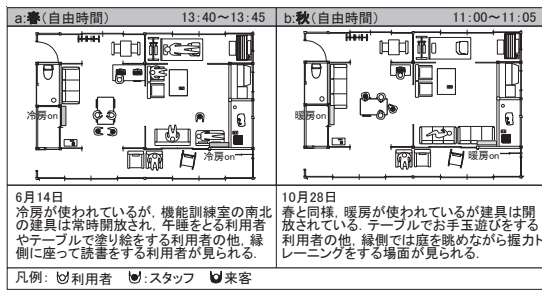 a:春(自由時間) 13:40～13:45
b:秋(自由時間) 11:00～11:05
冷房on
冷房on
暖房on
暖房on
6月14日
冷房が使われているが，機能訓練室の南北
の建具は常時開放され，午睡をとる利用者
やテーブルで塗り絵をする利用者の他，縁
側に座って読書をする利用者が見られる．
10月28日
春と同様，暖房が使われているが建具は開
放されている．テーブルでお手玉遊びをする
利用者の他，縁側では庭を眺めながら握力ト
レーニングをする場面が見られる．
凡例: 利用者 :スタッフ :来客